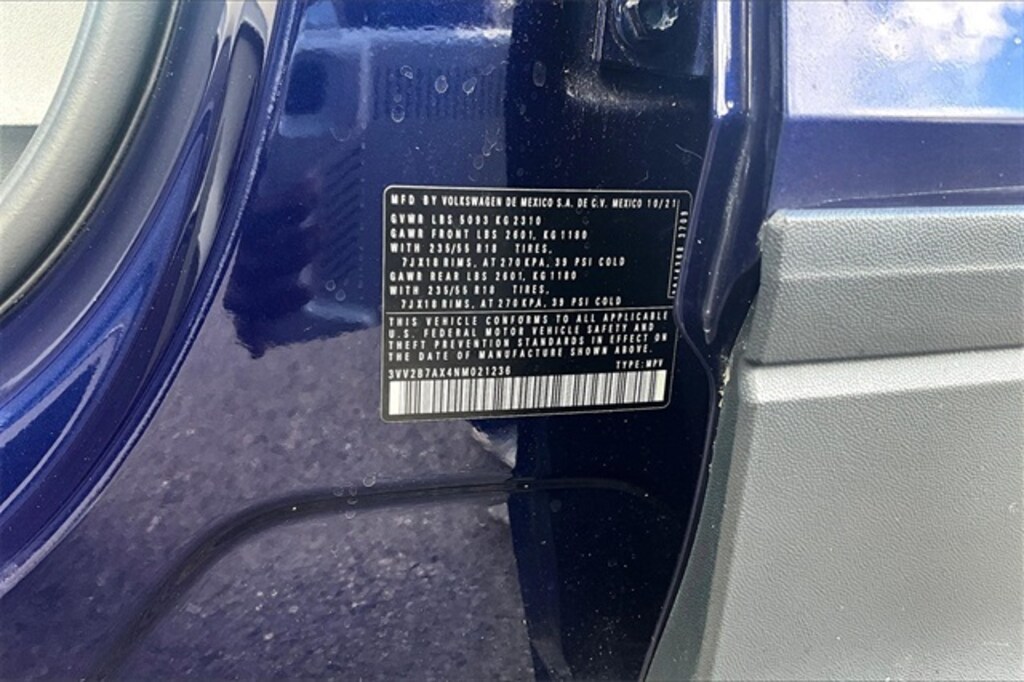 MFD BY VOLKSWAGEN DE MEXICO S.A. DE C.V. MEXICO 10/21
GVWR LBS 5093 KG 2310
GAWR FRONT LBS 2601, KG 1180
WITH 235/55 R18 TIRES,
7JX18 RIMS, AT 270 KPA, 39 PSI COLD
GAWR REAR LBS 2601, KG 1180
WITH 235/55 R18 TIRES,
7JX18 RIMS, AT 270 KPA, 39 PSI COLD
THIS VEHICLE CONFORMS TO ALL APPLICABLE
U.S. FEDERAL MOTOR VEHICLE SAFETY AND
THEFT PREVENTION STANDARDS IN EFFECT ON
THE DATE OF MANUFACTURE SHOWN ABOVE.
3VV2B7AX4NM021236 TYPE: MPV